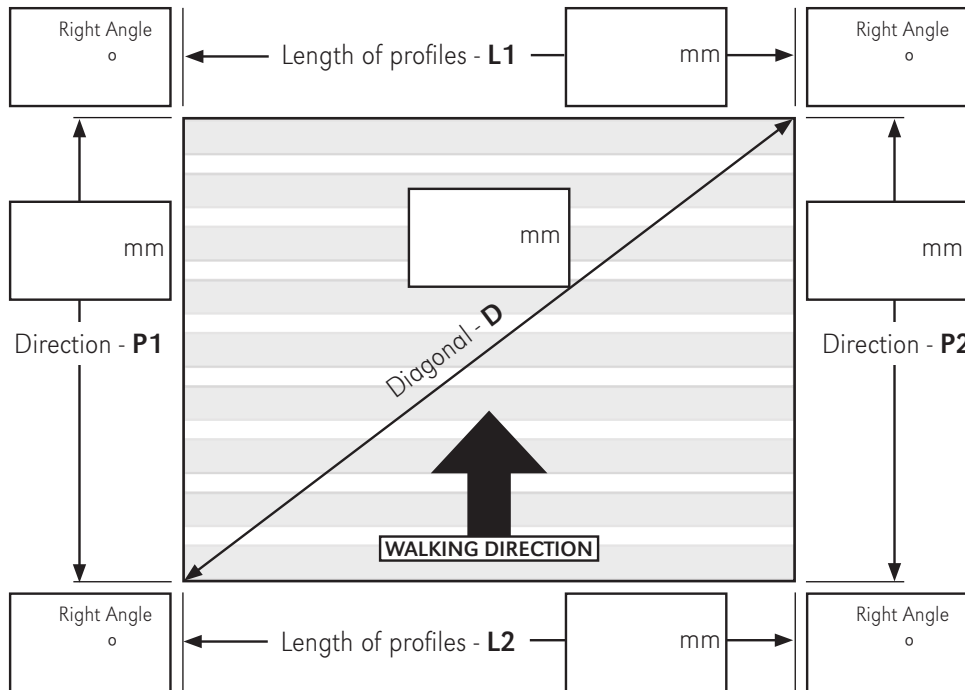 Right Angle
o
Length of profiles - L1
mm
Right Angle
o
mm
mm
mm
Diagonal - D
Direction - P1
Direction - P2
WALKING DIRECTION
Right Angle
o
Length of profiles - L2
mm
Right Angle
o